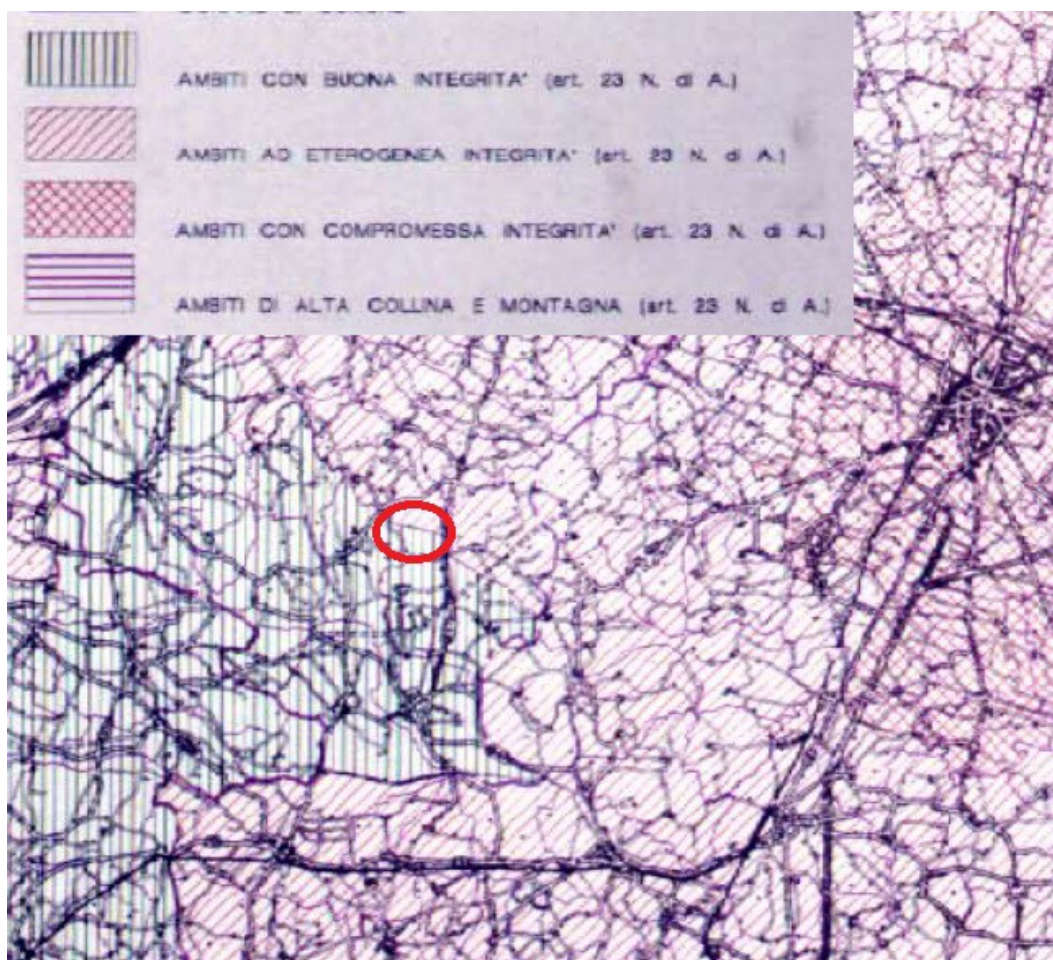 AMBITI CON BUONA INTEGRITA' (art. 23 N. di A.)
AMBITI AD ETEROGENEA INTEGRITA' (art. 23 N. di A.)
AMBITI CON COMPROMESSA INTEGRITA' (art. 23 N. di A.)
AMBITI DI ALTA COLLINA E MONTAGNA (art. 23 N. di A.)